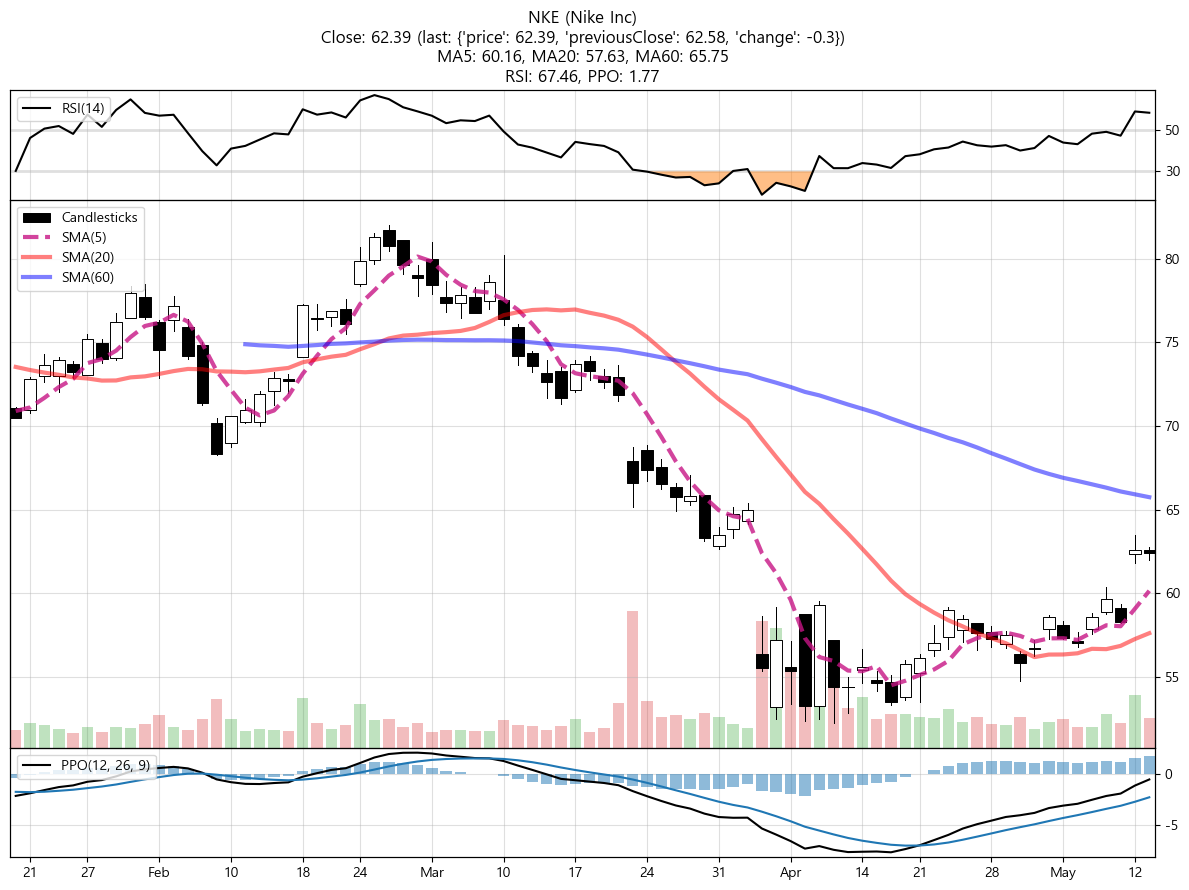 NKE (Nike Inc)
Close: 62.39 (last: {'price': 62.39, 'previousClose': 62.58, 'change': -0.3})
MA5: 60.16, MA20: 57.63, MA60: 65.75
RSI: 67.46, PPO: 1.77
RSI(14)
50
30
Candlesticks
SMA(5)
SMA(20)
SMA(60)
80
75
70
65
60
55
PPO(12, 26, 9)
0
-5
21 27 Feb 10 18 24 Mar 10 17 24 Apr 14 21 28 May 12